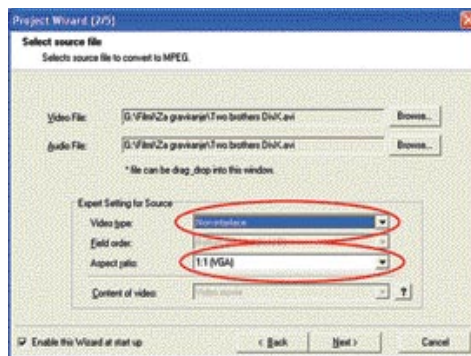 Project Wizard (2/5)
Select source file
Selects source file to convert to MPEG.
Video File: G:\Filmi\Za gravkanje\Two brothers DivX.avi Browse...
Audio File: G:\Filmi\Za gravkanje\Two brothers DivX.avi Browse...
* file can be drag_drop into this window.
Expert Setting for Source
Video type: Non-interlace
Field order:
Aspect ratio: 1:1 (VGA)
Content of video: ?
Enable this Wizard at start up < Back Next > Cancel